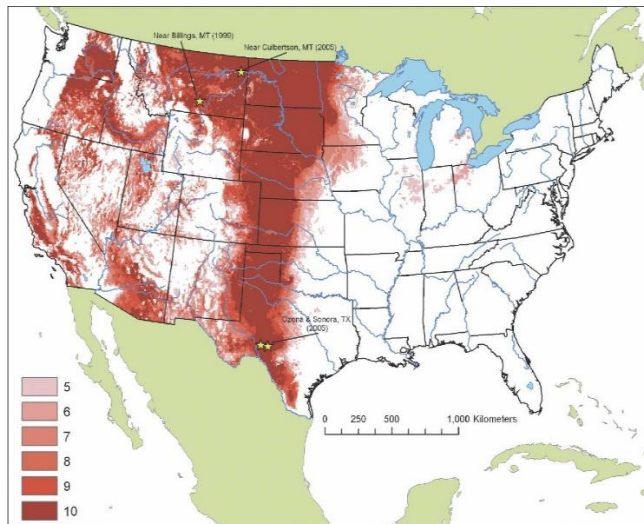 Near Billings, MT (1999)
Near Culbertson, MT (2005)
Ozona & Sonora, TX
(2005)
0 250 500 1,000 Kilometers
5
6
7
8
9
10